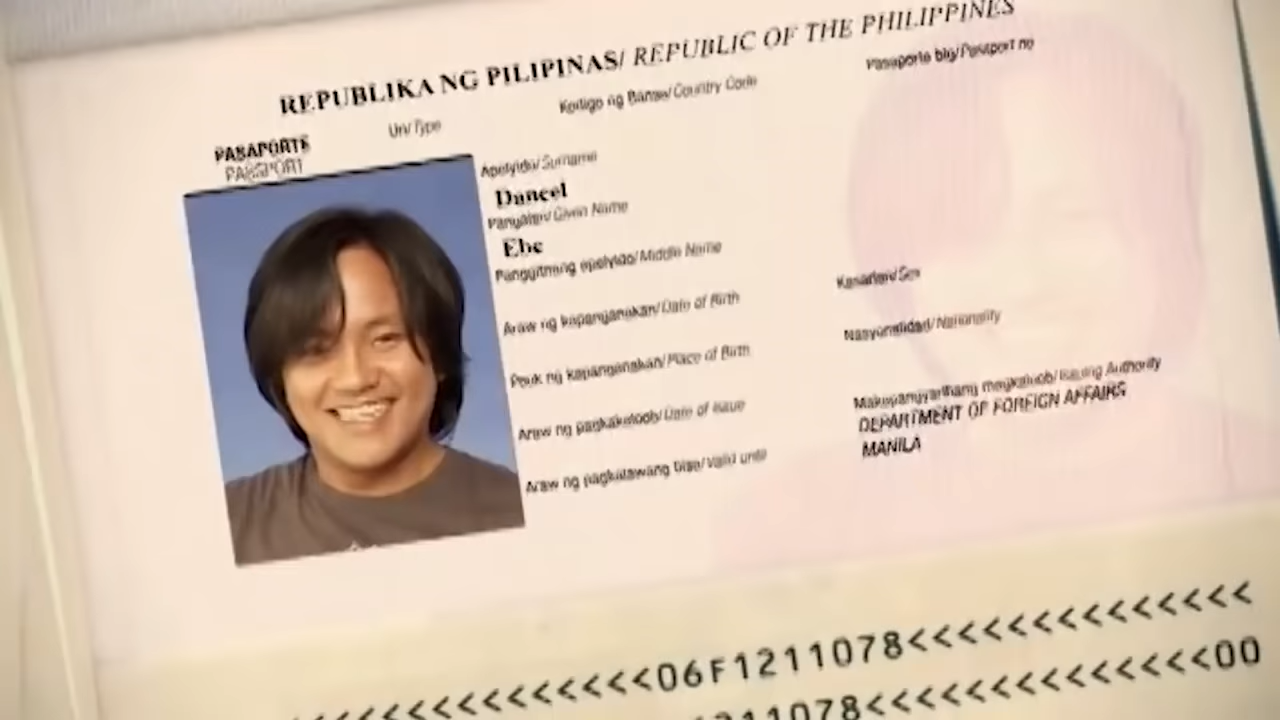 REPUBLIKA NG PILIPINAS/ REPUBLIC OF THE PHILIPPINES
PASAPORTE
PASSPORT
Uri/Type
Kodigo ng Bansa/Country Code
Pasaporte blg/Passport no
Apelyido/Surname
Dancel
Pangalan/Given Name
Ebe
Panggitnang apelyido/Middle Name
Araw ng kapanganakan/Date of Birth
Kasarian/Sex
Pook ng kapanganakan/Place of Birth
Nasyonalidad/Nationality
Araw ng pagkakaloob/Date of issue
Maykapangyarihang magkaloob/Issuing Authority
DEPARTMENT OF FOREIGN AFFAIRS
MANILA
Araw ng pagkawalang bisa/Valid until
<<<<<<<<<<<<<<06F1211078<<<<<<<<<<<<<<
211078<<<<<<<<<<<<<<00